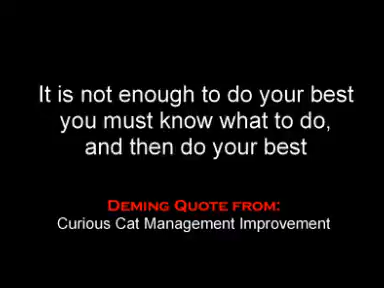 It is not enough to do your best
you must know what to do,
and then do your best
Deming Quote from:
Curious Cat Management Improvement